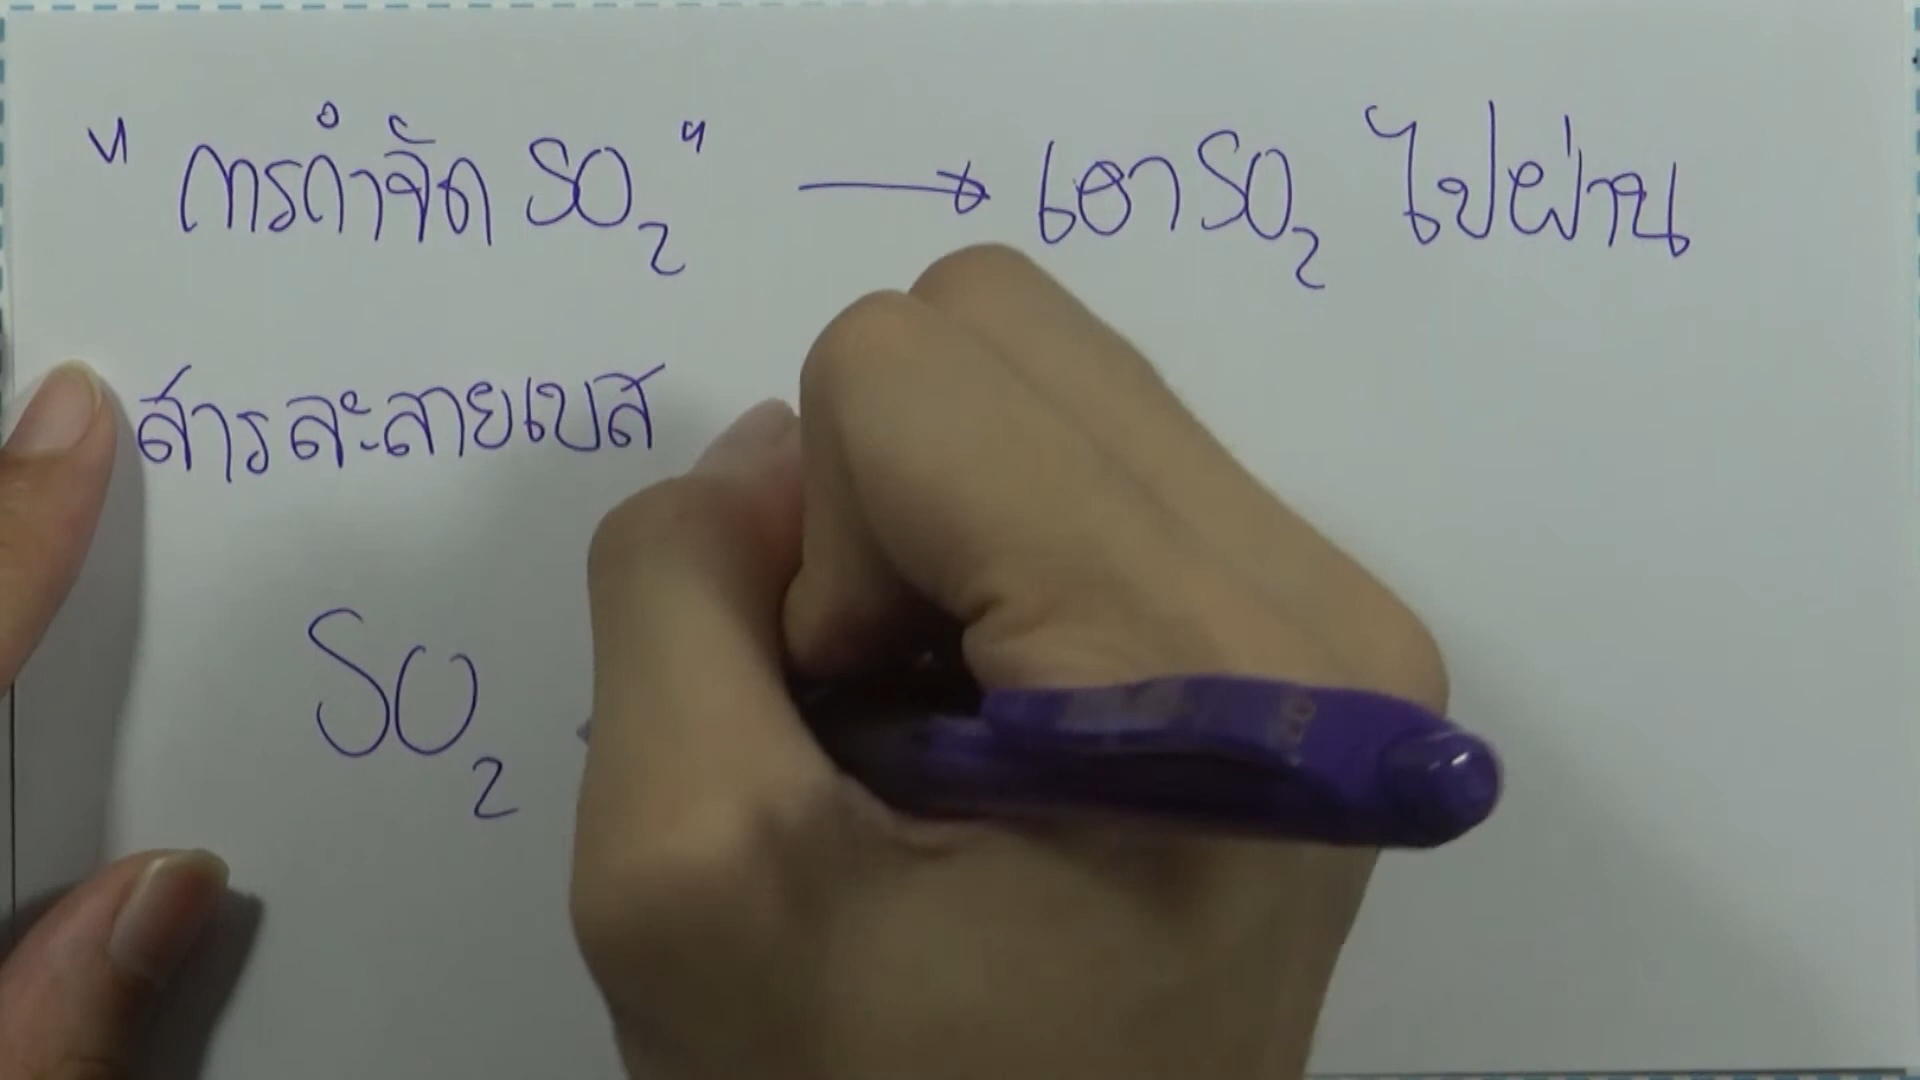 "การกำจัด SO₂" → เอา SO₂ ไปผ่าน
สารละลายเบส
SO₂